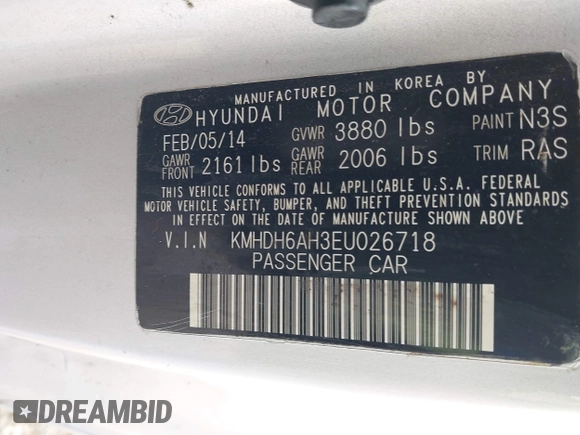 MANUFACTURED IN KOREA BY
HYUNDAI MOTOR COMPANY
FEB/05/14 GVWR 3880 lbs PAINT N3S
GAWR FRONT 2161 lbs GAWR REAR 2006 lbs TRIM RAS
THIS VEHICLE CONFORMS TO ALL APPLICABLE U.S.A. FEDERAL
MOTOR VEHICLE SAFETY, BUMPER, AND THEFT PREVENTION
STANDARDS IN EFFECT ON THE DATE OF MANUFACTURE SHOWN ABOVE
V.I.N KMHDH6AH3EU026718
PASSENGER CAR
DREAMBID